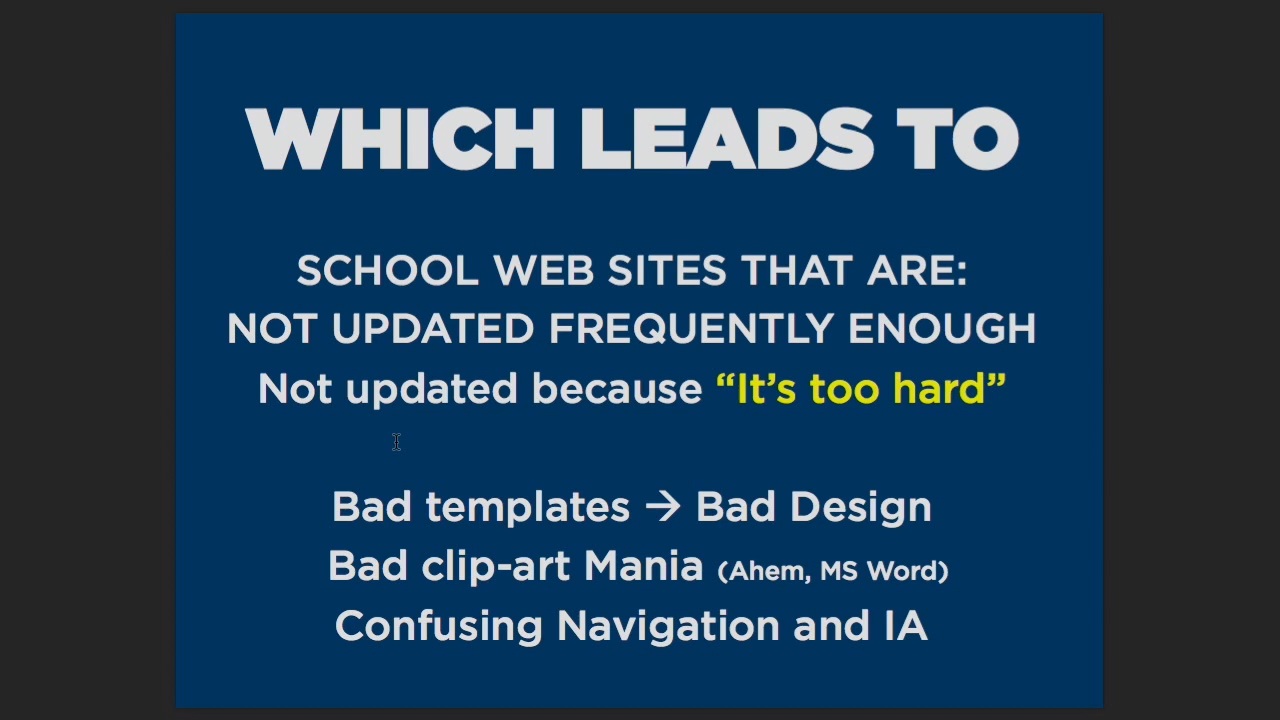 WHICH LEADS TO
SCHOOL WEB SITES THAT ARE:
NOT UPDATED FREQUENTLY ENOUGH
Not updated because “It’s too hard”
Bad templates → Bad Design
Bad clip-art Mania (Ahem, MS Word)
Confusing Navigation and IA